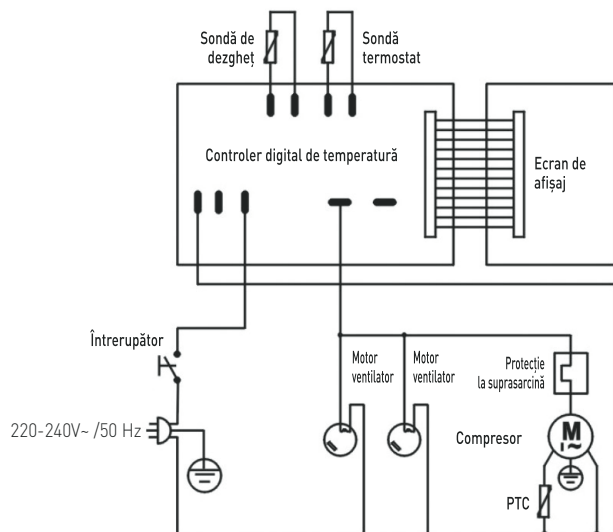 Sondă de
dezgheț
Sondă
termostat
Controler digital de temperatură
Ecran de
afișaj
Întrerupător
Motor
ventilator
Motor
ventilator
Protecție
la suprasarcină
220-240V~ /50 Hz
Compresor
M
1~
PTC